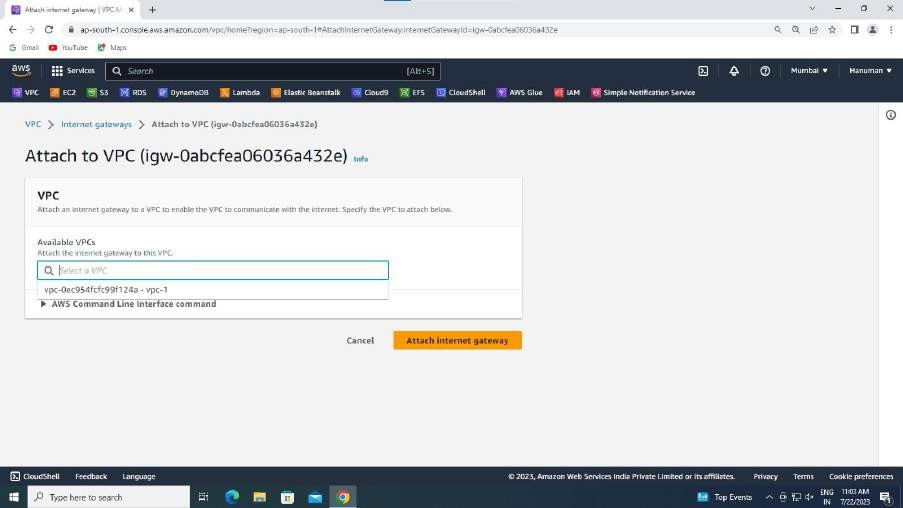 Attach internet gateway | VPC M
ap-south-1.console.aws.amazon.com/vpc/home?region=ap-south-1#AttachInternetGateway:internetGatewayId=igw-0abcfea06036a432e
Gmail YouTube Maps
aws Services Search [Alt+S] Mumbai Hanuman
VPC EC2 S3 RDS DynamoDB Lambda Elastic Beanstalk Cloud9 EFS CloudShell AWS Glue IAM Simple Notification Service
VPC Internet gateways Attach to VPC (igw-0abcfea06036a432e)
Attach to VPC (igw-0abcfea06036a432e) Info
VPC
Attach an internet gateway to a VPC to enable the VPC to communicate with the internet. Specify the VPC to attach below.
Available VPCs
Attach the internet gateway to this VPC.
Select a VPC
vpc-0ec954fcfc99f124a - vpc-1
AWS Command Line Interface command
Cancel Attach internet gateway
CloudShell Feedback Language © 2023, Amazon Web Services India Private Limited or its affiliates. Privacy Terms Cookie preferences
Type here to search Top Events ENG IN 11:03 AM 7/22/2023